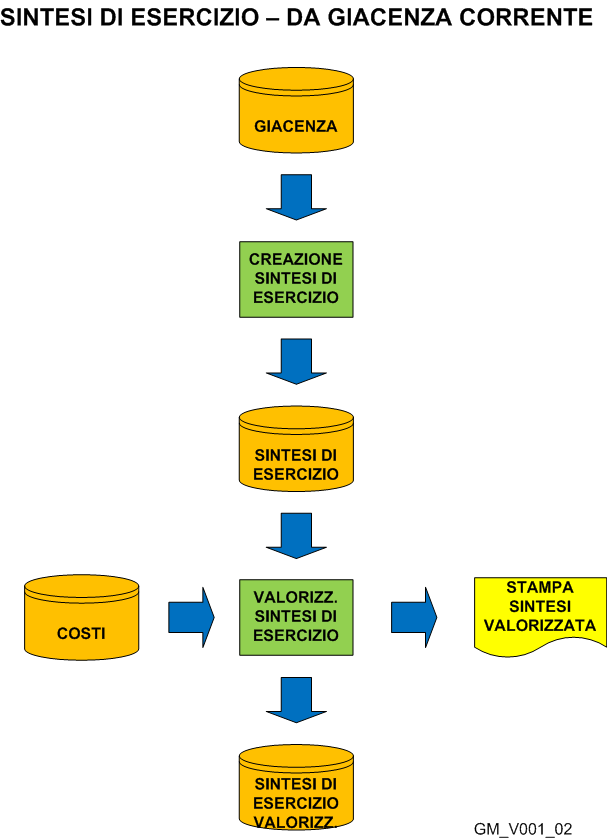 SINTESI DI ESERCIZIO – DA GIACENZA CORRENTE
GIACENZA
CREAZIONE
SINTESI DI
ESERCIZIO
SINTESI DI
ESERCIZIO
COSTI
VALORIZZ.
SINTESI DI
ESERCIZIO
STAMPA
SINTESI
VALORIZZATA
SINTESI DI
ESERCIZIO
VALORIZZ.
GM_V001_02